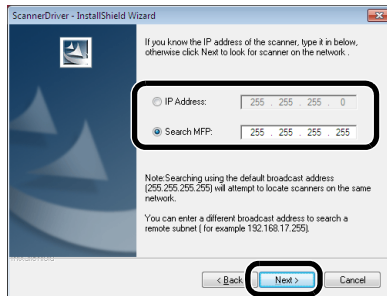 ScannerDriver - InstallShield Wizard
If you know the IP address of the scanner, type it in below,
otherwise click Next to look for scanner on the network .
IP Address: 255 . 255 . 255 . 0
Search MFP: 255 . 255 . 255 . 255
Note:Searching using the default broadcast address
(255.255.255.255) will attempt to locate scanners on the same
network.
You can enter a different broadcast address to search a
remote subnet ( for example 192.168.17.255).
InstallShield
< Back
Next >
Cancel